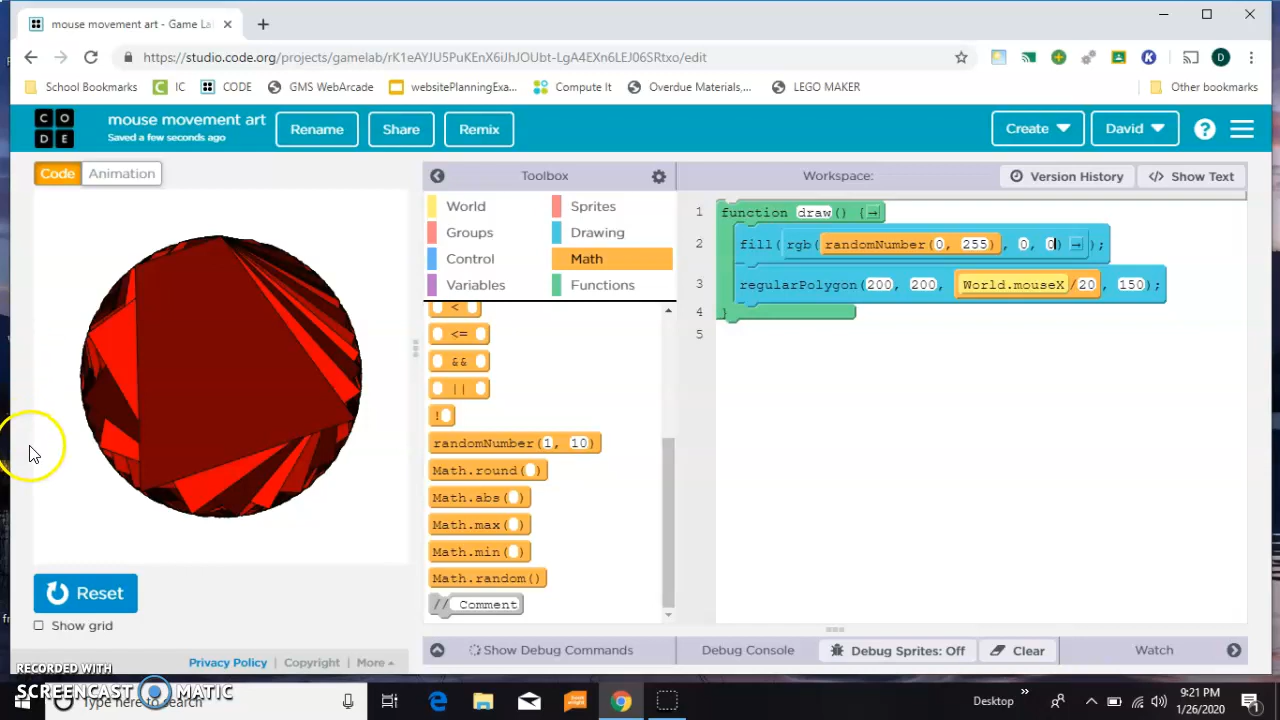 mouse movement art - Game La
https://studio.code.org/projects/gamelab/rK1eAYJU5PuKEnX6iJhJOUbt-LgA4EXn6LEJ06SRtxo/edit
D
School Bookmarks
IC
CODE
GMS WebArcade
websitePlanningExa...
Compute It
Overdue Materials,...
LEGO MAKER
Other bookmarks
CO
DE
mouse movement art
Saved a few seconds ago
Rename
Share
Remix
Create
David
?
Code
Animation
Toolbox
Workspace:
Version History
</> Show Text
World
Sprites
Groups
Drawing
Control
Math
Variables
Functions
<
<=
&&
||
!
randomNumber(1, 10)
Math.round( )
Math.abs( )
Math.max( )
Math.min( )
Math.random()
// Comment
1 function draw() {
2 fill(rgb(randomNumber(0, 255), 0, 0));
3 regularPolygon(200, 200, World.mouseX/20, 150);
4 }
5
Reset
Show grid
Privacy Policy
Copyright
More
Show Debug Commands
Debug Console
Debug Sprites: Off
Clear
Watch
RECORDED WITH
SCREENCAST MATIC
Type here to search
Desktop
9:21 PM
1/26/2020
1